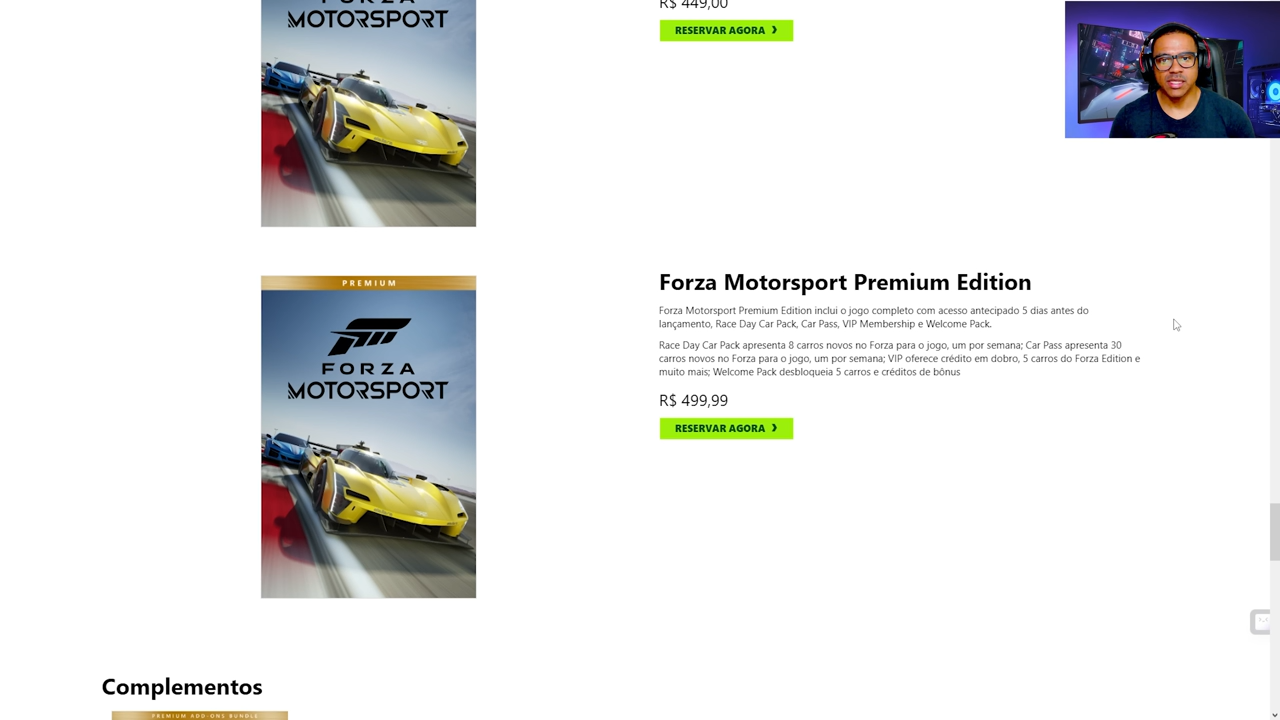 FORZA
MOTORSPORT
R$ 449,00
RESERVAR AGORA
PREMIUM
FORZA
MOTORSPORT
Forza Motorsport Premium Edition
Forza Motorsport Premium Edition inclui o jogo completo com acesso antecipado 5 dias antes do
lançamento, Race Day Car Pack, Car Pass, VIP Membership e Welcome Pack.
Race Day Car Pack apresenta 8 carros novos no Forza para o jogo, um por semana; Car Pass apresenta 30
carros novos no Forza para o jogo, um por semana; VIP oferece crédito em dobro, 5 carros do Forza Edition e
muito mais; Welcome Pack desbloqueia 5 carros e créditos de bônus
R$ 499,99
RESERVAR AGORA
Complementos
PREMIUM ADD-ONS BUNDLE